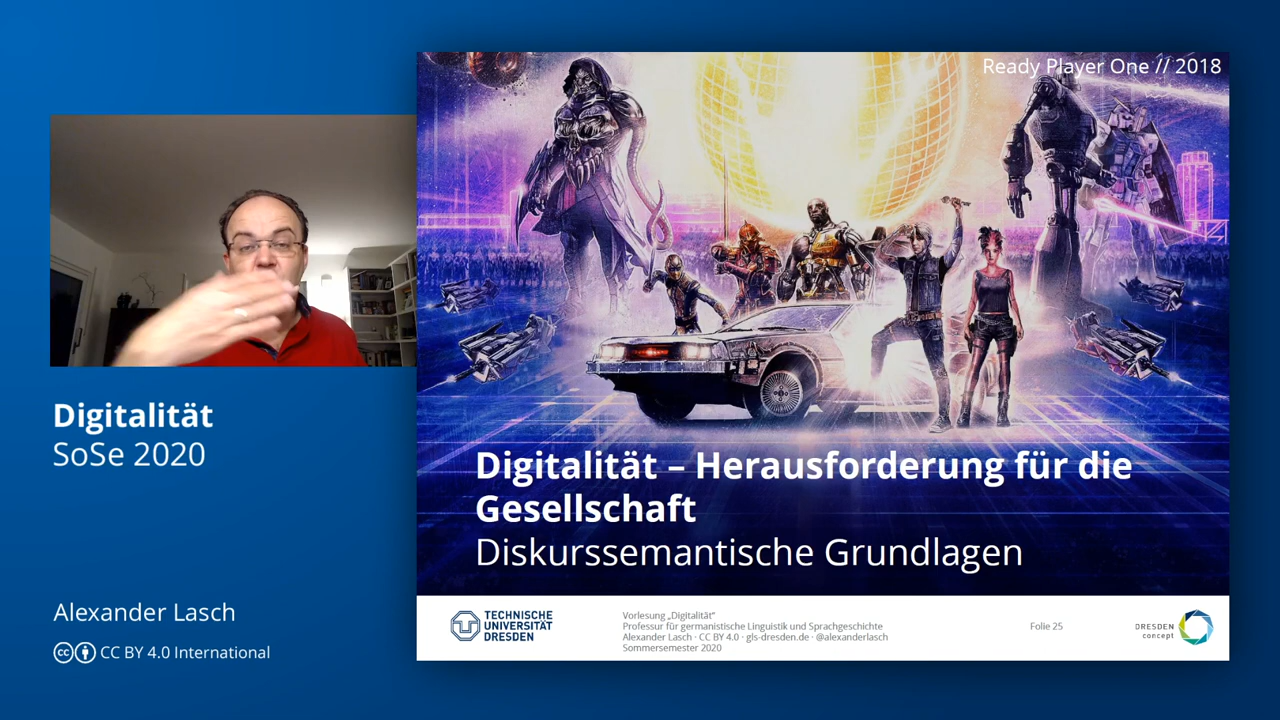 Ready Player One // 2018
Digitalität
SoSe 2020
Digitalität – Herausforderung für die
Gesellschaft
Diskurssemantische Grundlagen
Alexander Lasch
cc CC BY 4.0 International
TECHNISCHE
UNIVERSITÄT
DRESDEN
Vorlesung „Digitalität“
Professur für germanistische Linguistik und Sprachgeschichte
Alexander Lasch · CC BY 4.0 · gls-dresden.de · @alexanderlasch
Sommersemester 2020
Folie 25
DRESDEN
concept